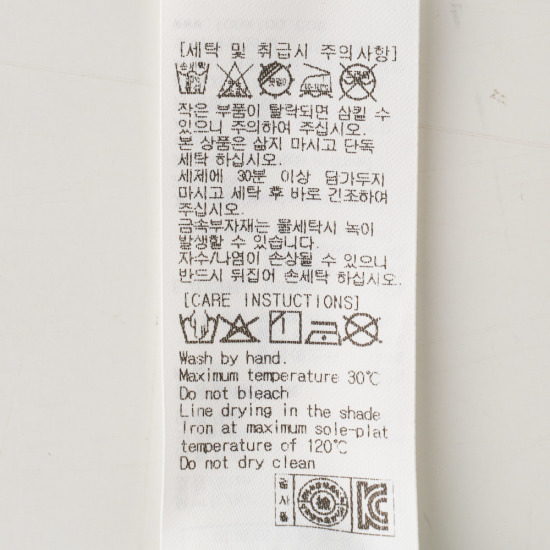 [세탁 및 취급시 주의사항]
작은 부품이 탈락되면 삼킬 수
있으니 주의하여 주십시오.
본 상품은 삶지 마시고 단독
세탁 하십시오.
세제에 30분 이상 담가두지
마시고 세탁 후 바로 건조하여
주십시오.
금속부자재는 물세탁시 녹이
발생할 수 있습니다.
자수/나염이 손상될 수 있으니
반드시 뒤집어 손세탁 하십시오.
[CARE INSTUCTIONS]
Wash by hand.
Maximum temperature 30℃
Do not bleach
Line drying in the shade
Iron at maximum sole-plat
temperature of 120℃
Do not dry clean